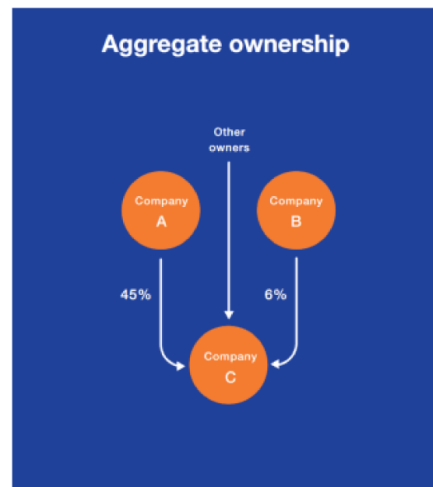 Aggregate ownership
Other
owners
Company
A
Company
B
45%
6%
Company
C